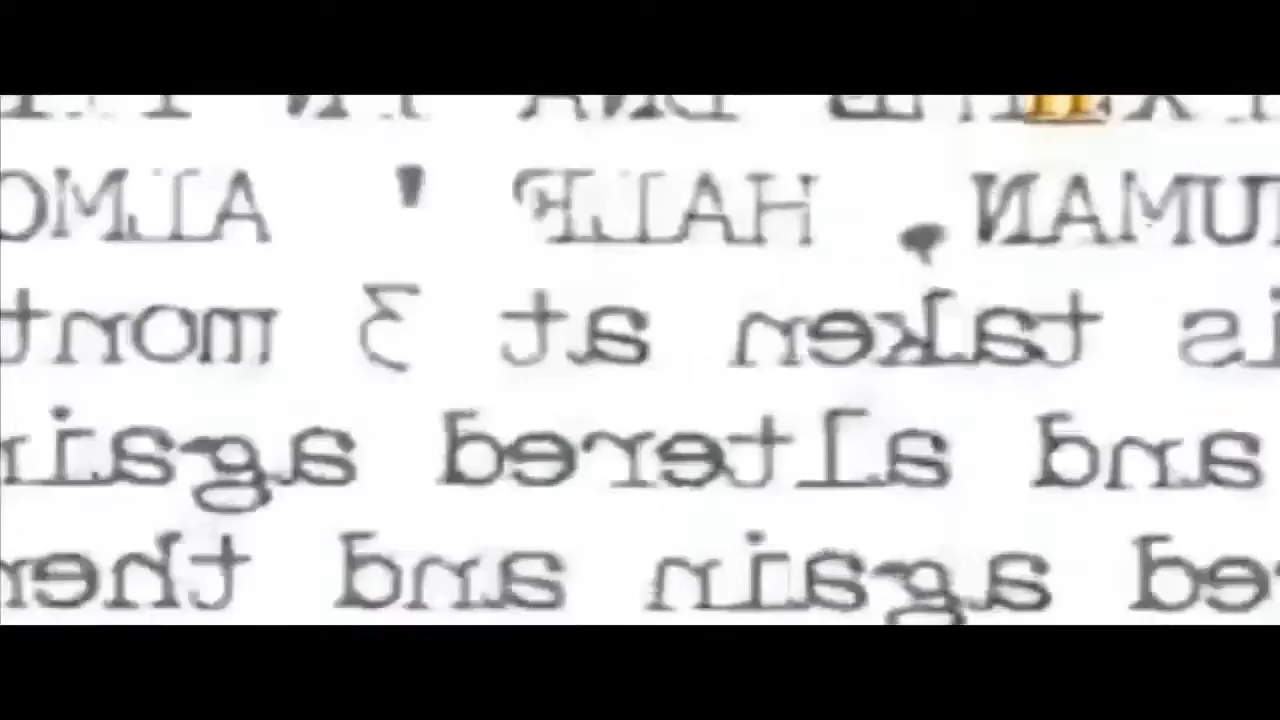 UMAN, HALF ' ALMO
is taken at 3 mont
and altered again
ed again and then